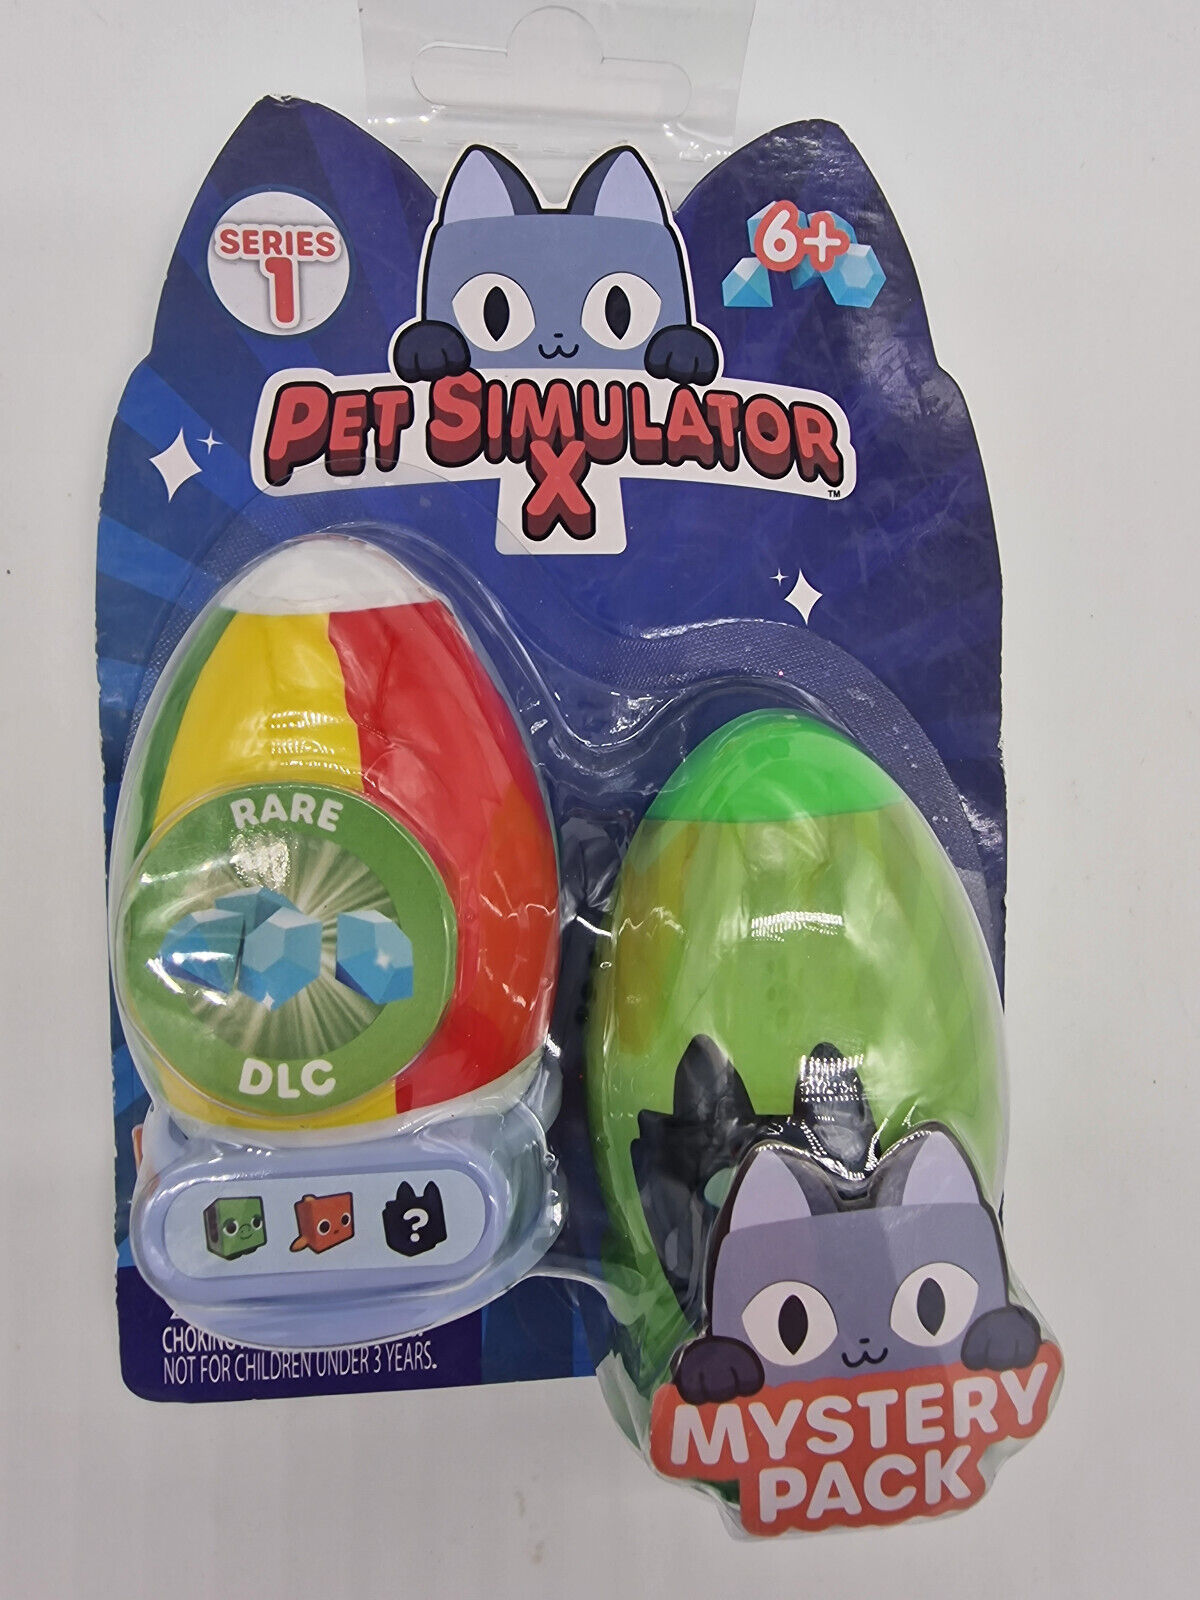 SERIES
1
6+
PET SIMULATOR
X
TM
RARE
DLC
?
CHOKING
NOT FOR CHILDREN UNDER 3 YEARS.
MYSTERY
PACK